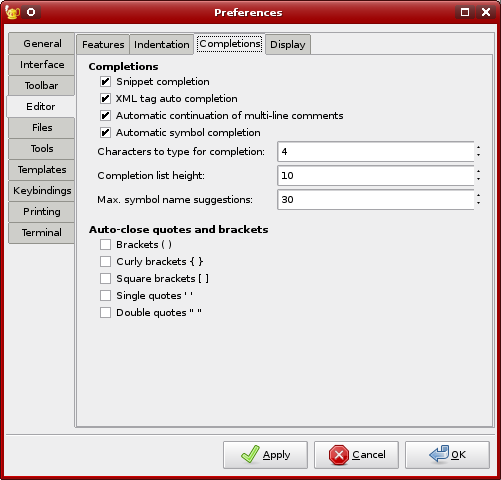 Preferences
General
Interface
Toolbar
Editor
Files
Tools
Templates
Keybindings
Printing
Terminal
Features Indentation Completions Display
Completions
Snippet completion
XML tag auto completion
Automatic continuation of multi-line comments
Automatic symbol completion
Characters to type for completion: 4
Completion list height: 10
Max. symbol name suggestions: 30
Auto-close quotes and brackets
Brackets ( )
Curly brackets { }
Square brackets [ ]
Single quotes ' '
Double quotes " "
Apply Cancel OK